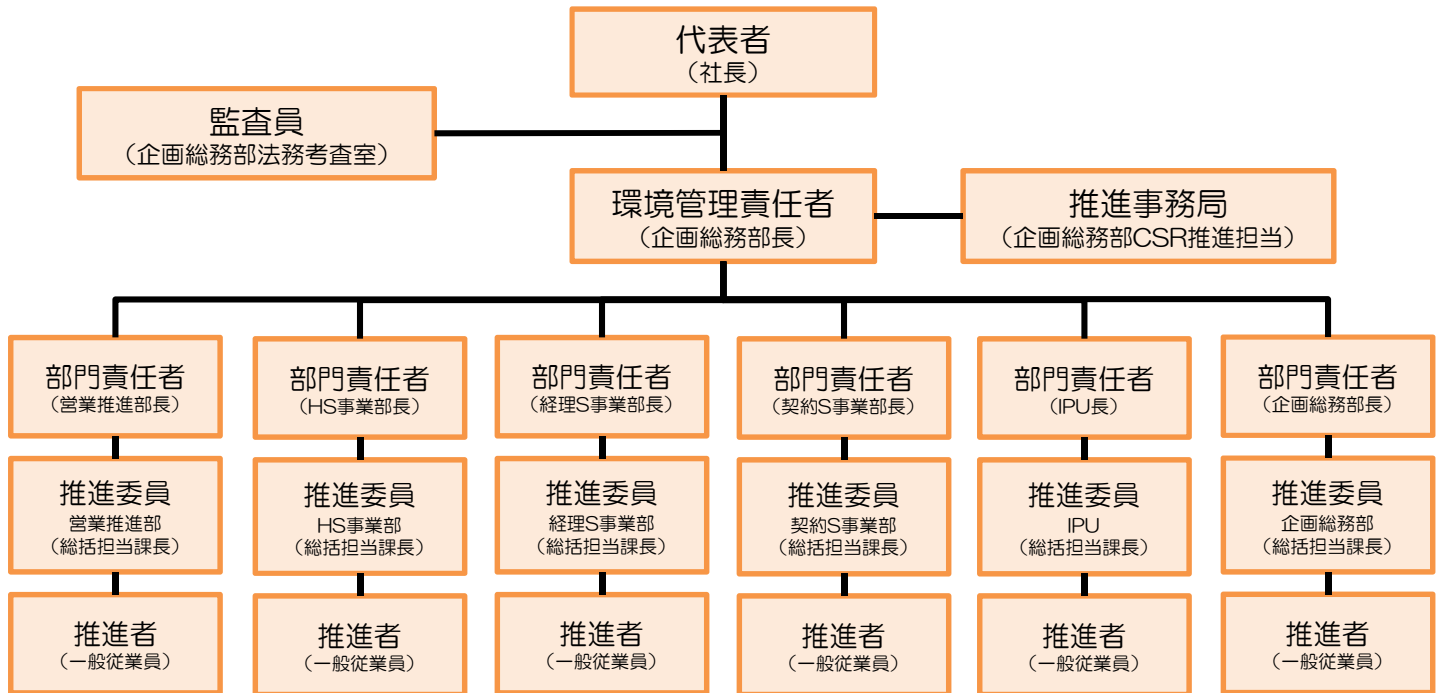 代表者
（社長）
監査員
（企画総務部法務考査室）
環境管理責任者
（企画総務部長）
推進事務局
（企画総務部CSR推進担当）
部門責任者
（営業推進部長）
部門責任者
（HS事業部長）
部門責任者
（経理S事業部長）
部門責任者
（契約S事業部長）
部門責任者
（IPU長）
部門責任者
（企画総務部長）
推進委員
営業推進部
（総括担当課長）
推進委員
HS事業部
（総括担当課長）
推進委員
経理S事業部
（総括担当課長）
推進委員
契約S事業部
（総括担当課長）
推進委員
IPU
（総括担当課長）
推進委員
企画総務部
（総括担当課長）
推進者
（一般従業員）
推進者
（一般従業員）
推進者
（一般従業員）
推進者
（一般従業員）
推進者
（一般従業員）
推進者
（一般従業員）